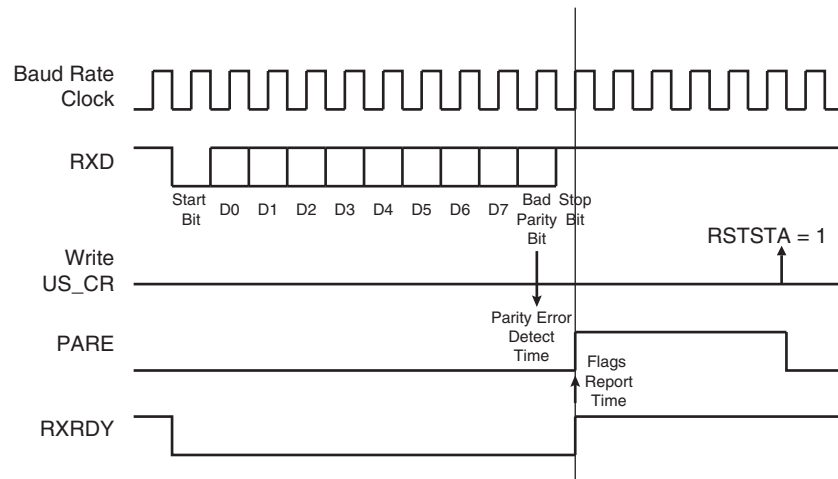 Baud Rate
Clock
RXD
Start
Bit
D0
D1
D2
D3
D4
D5
D6
D7
Bad
Parity
Bit
Stop
Bit
Write
US_CR
RSTSTA = 1
Parity Error
Detect
Time
PARE
Flags
Report
Time
RXRDY